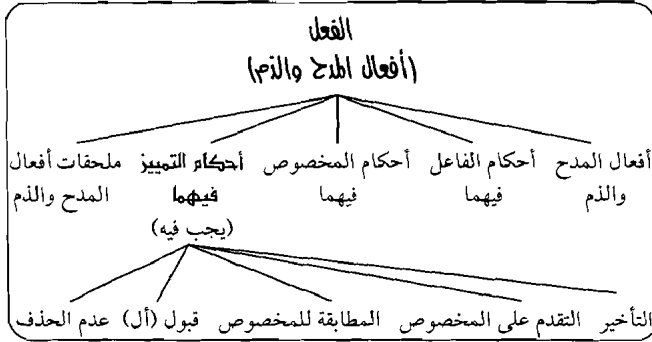 الفعل
(أفعال المدح والذم)
أفعال المدح والذم
أحكام الفاعل فيهما
أحكام المخصوص فيهما
أحكام التمييز فيهما (يجب فيه)
ملحقات أفعال المدح والذم
التأخير
التقدم على المخصوص
المطابقة للمخصوص
قبول (أل)
عدم الحذف